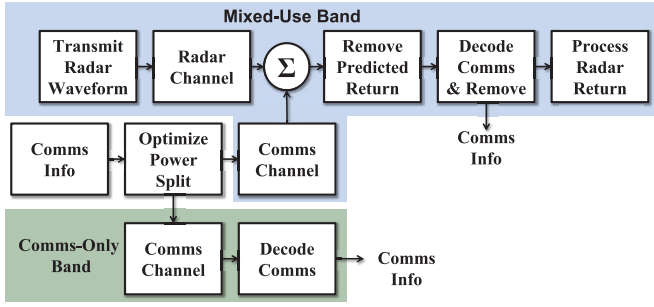 Mixed-Use Band
Transmit
Radar
Waveform
Radar
Channel
Σ
Remove
Predicted
Return
Decode
Comms
& Remove
Process
Radar
Return
Comms
Info
Comms
Info
Optimize
Power
Split
Comms
Channel
Comms-Only
Band
Comms
Channel
Decode
Comms
Comms
Info